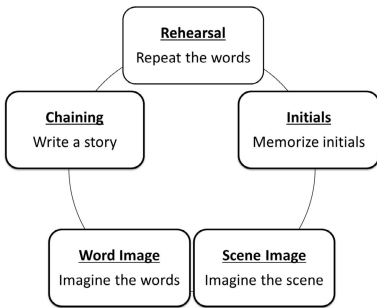 Rehearsal
Repeat the words
Chaining
Write a story
Initials
Memorize initials
Word Image
Imagine the words
Scene Image
Imagine the scene